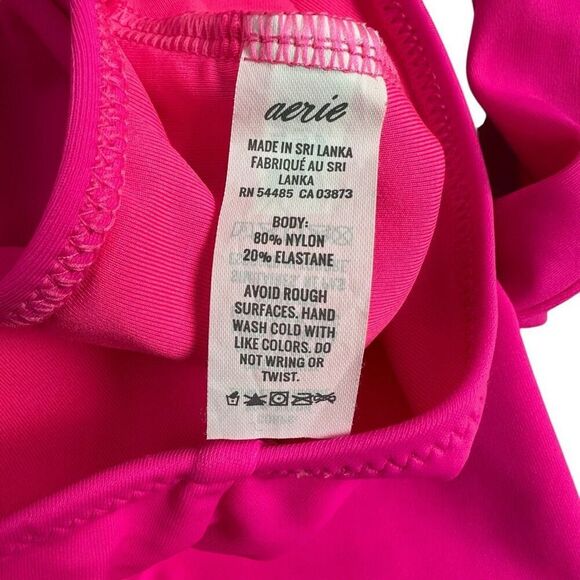 aerie
MADE IN SRI LANKA
FABRIQUÉ AU SRI
LANKA
RN 54485 CA 03873
BODY:
80% NYLON
20% ELASTANE
AVOID ROUGH
SURFACES. HAND
WASH COLD WITH
LIKE COLORS. DO
NOT WRING OR
TWIST.